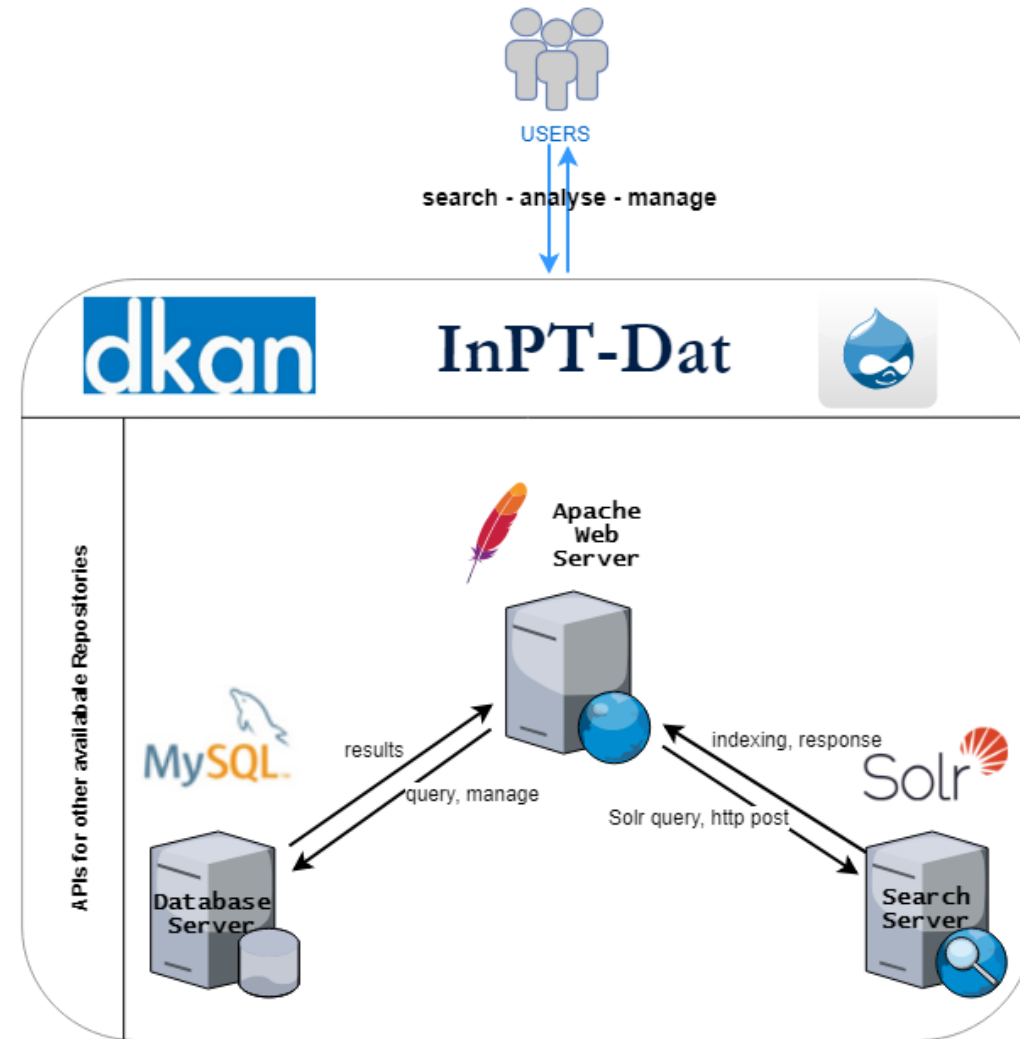 USERS
search - analyse - manage
dkan
InPT-Dat
Apache
Web
Server
APIs for other availabale Repositories
MySQL
results
query, manage
indexing, response
Solr
Solr query, http post
Database
Server
Search
Server